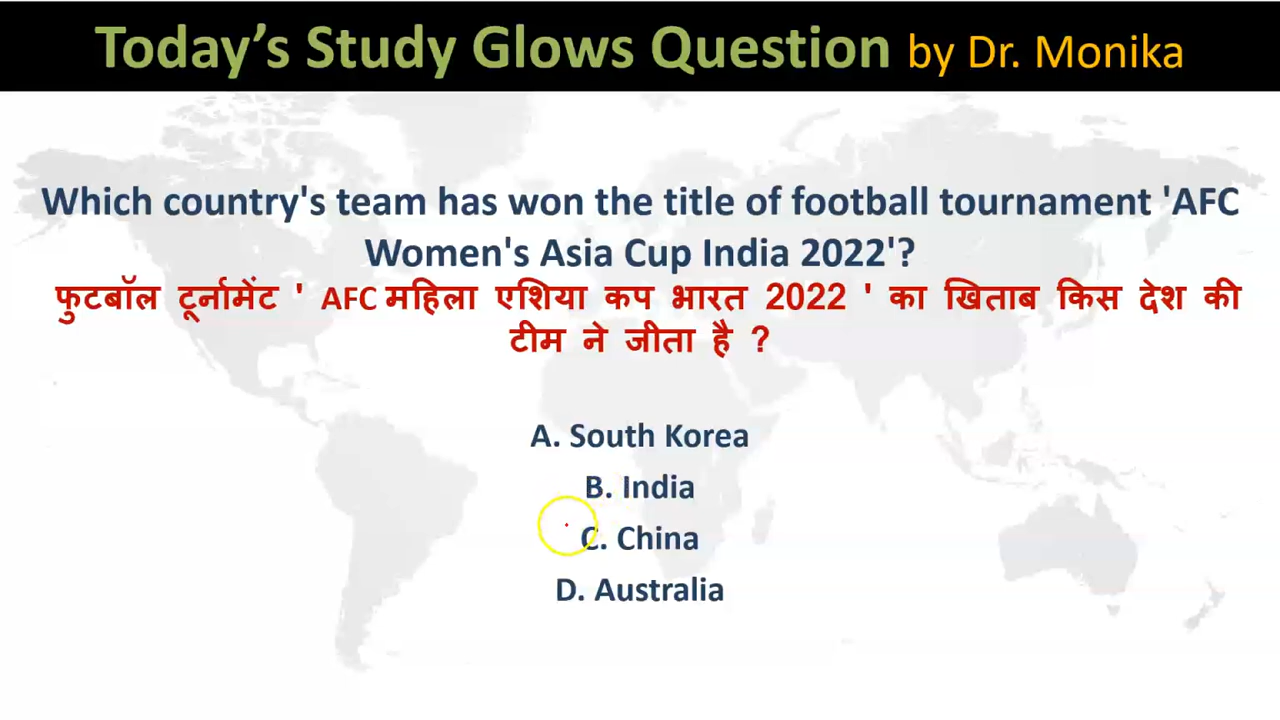 Today’s Study Glows Question by Dr. Monika
Which country's team has won the title of football tournament 'AFC
Women's Asia Cup India 2022'?
फुटबॉल टूर्नामेंट ' AFC महिला एशिया कप भारत 2022 ' का खिताब किस देश की
टीम ने जीता है ?
A. South Korea
B. India
C. China
D. Australia